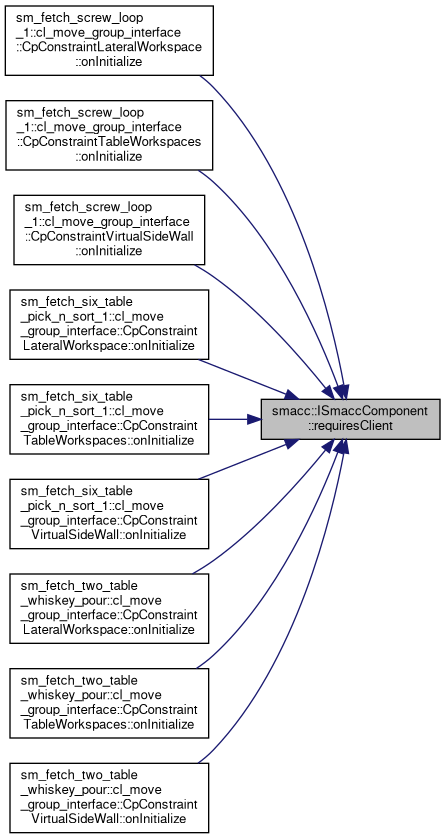 sm_fetch_screw_loop
_1::cl_move_group_interface
::CpConstraintLateralWorkspace
::onInitialize
sm_fetch_screw_loop
_1::cl_move_group_interface
::CpConstraintTableWorkspaces
::onInitialize
sm_fetch_screw_loop
_1::cl_move_group_interface
::CpConstraintVirtualSideWall
::onInitialize
sm_fetch_six_table
_pick_n_sort_1::cl_move
_group_interface::CpConstraint
LateralWorkspace::onInitialize
sm_fetch_six_table
_pick_n_sort_1::cl_move
_group_interface::CpConstraint
TableWorkspaces::onInitialize
smacc::ISmaccComponent
::requiresClient
sm_fetch_six_table
_pick_n_sort_1::cl_move
_group_interface::CpConstraint
VirtualSideWall::onInitialize
sm_fetch_two_table
_whiskey_pour::cl_move
_group_interface::CpConstraint
LateralWorkspace::onInitialize
sm_fetch_two_table
_whiskey_pour::cl_move
_group_interface::CpConstraint
TableWorkspaces::onInitialize
sm_fetch_two_table
_whiskey_pour::cl_move
_group_interface::CpConstraint
VirtualSideWall::onInitialize